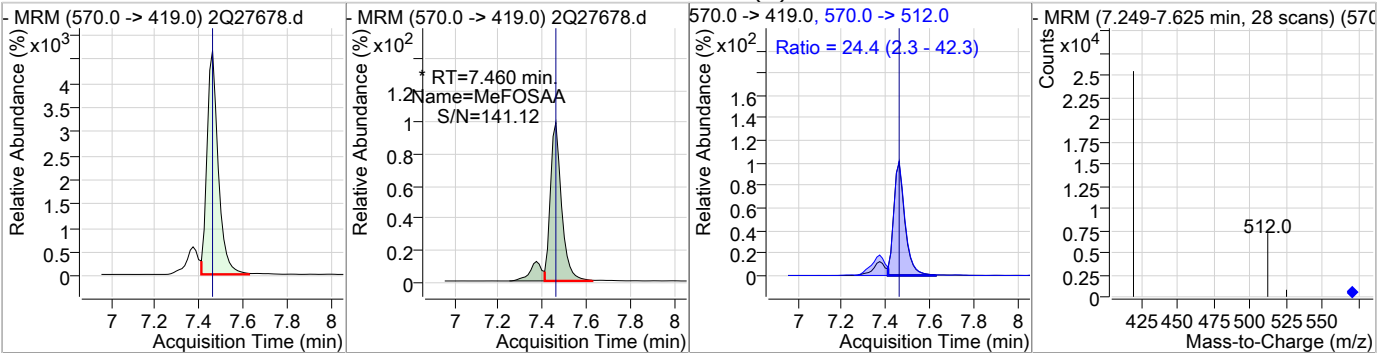 - MRM (570.0 -> 419.0) 2Q27678.d
x10³
Relative Abundance (%)
4
3.5
3
2.5
2
1.5
1
0.5
0
7 7.2 7.4 7.6 7.8 8
Acquisition Time (min)
- MRM (570.0 -> 419.0) 2Q27678.d
x10²
Relative Abundance (%)
* RT=7.460 min.
Name=MeFOSAA
S/N=141.12
1.2
1
0.8
0.6
0.4
0.2
0
7 7.2 7.4 7.6 7.8 8
Acquisition Time (min)
570.0 -> 419.0, 570.0 -> 512.0
x10²
Ratio = 24.4 (2.3 - 42.3)
Relative Abundance (%)
1.6
1.4
1.2
1
0.8
0.6
0.4
0.2
0
7 7.2 7.4 7.6 7.8 8
Acquisition Time (min)
- MRM (7.249-7.625 min, 28 scans) (570
x10⁴
Counts
2.5
2.25
2
1.75
1.5
1.25
1
0.75
0.5
0.25
0
512.0
425 450 475 500 525 550
Mass-to-Charge (m/z)